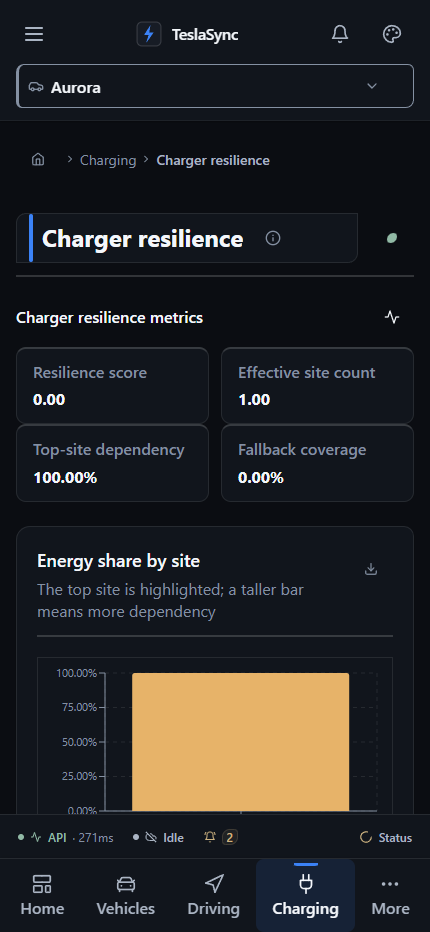 TeslaSync
Aurora
Charging
Charger resilience
Charger resilience
Charger resilience metrics
Resilience score
0.00
Effective site count
1.00
Top-site dependency
100.00%
Fallback coverage
0.00%
Energy share by site
The top site is highlighted; a taller bar
means more dependency
100.00%
75.00%
50.00%
25.00%
0.00%
API · 271ms
Idle
2
Status
Home
Vehicles
Driving
Charging
More